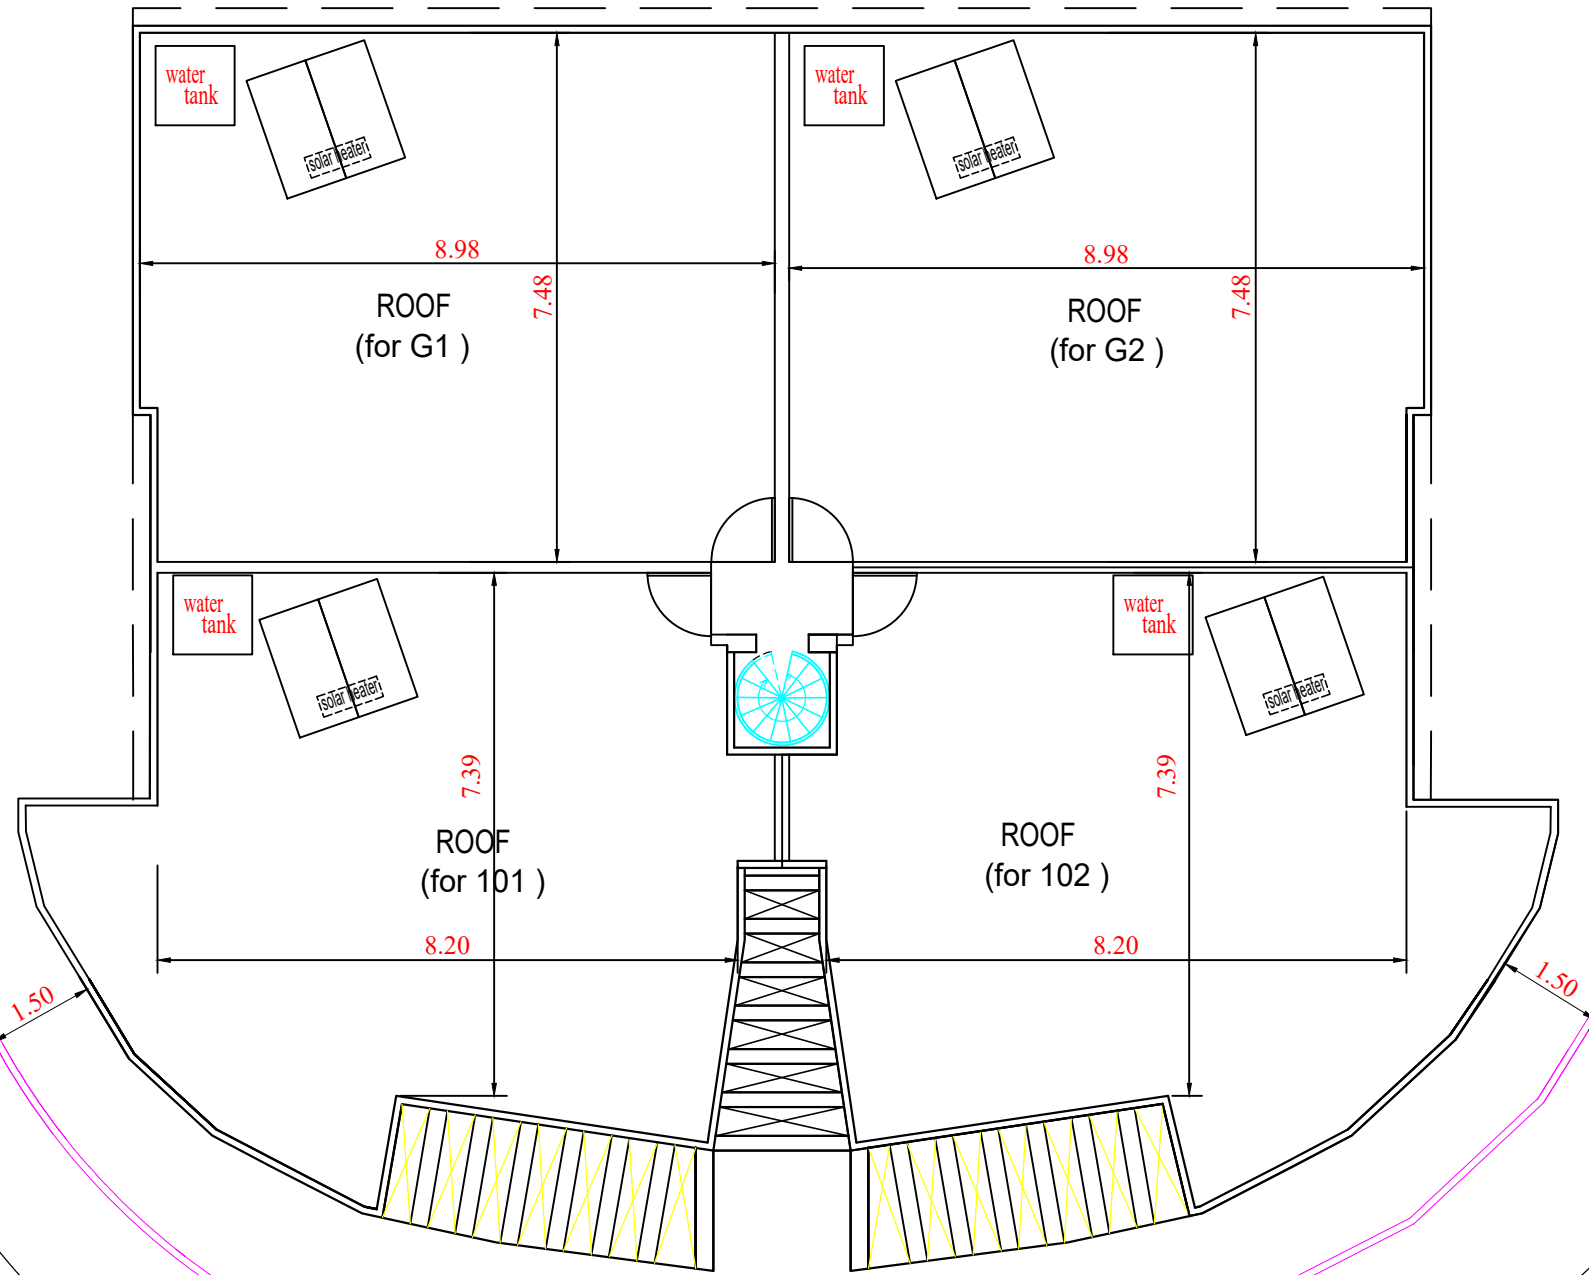 water
tank
solar heater
water
tank
solar heater
8.98
8.98
7.48
7.48
ROOF
(for G1 )
ROOF
(for G2 )
water
tank
solar heater
water
tank
solar heater
7.39
7.39
ROOF
(for 101 )
ROOF
(for 102 )
8.20
8.20
1.50
1.50